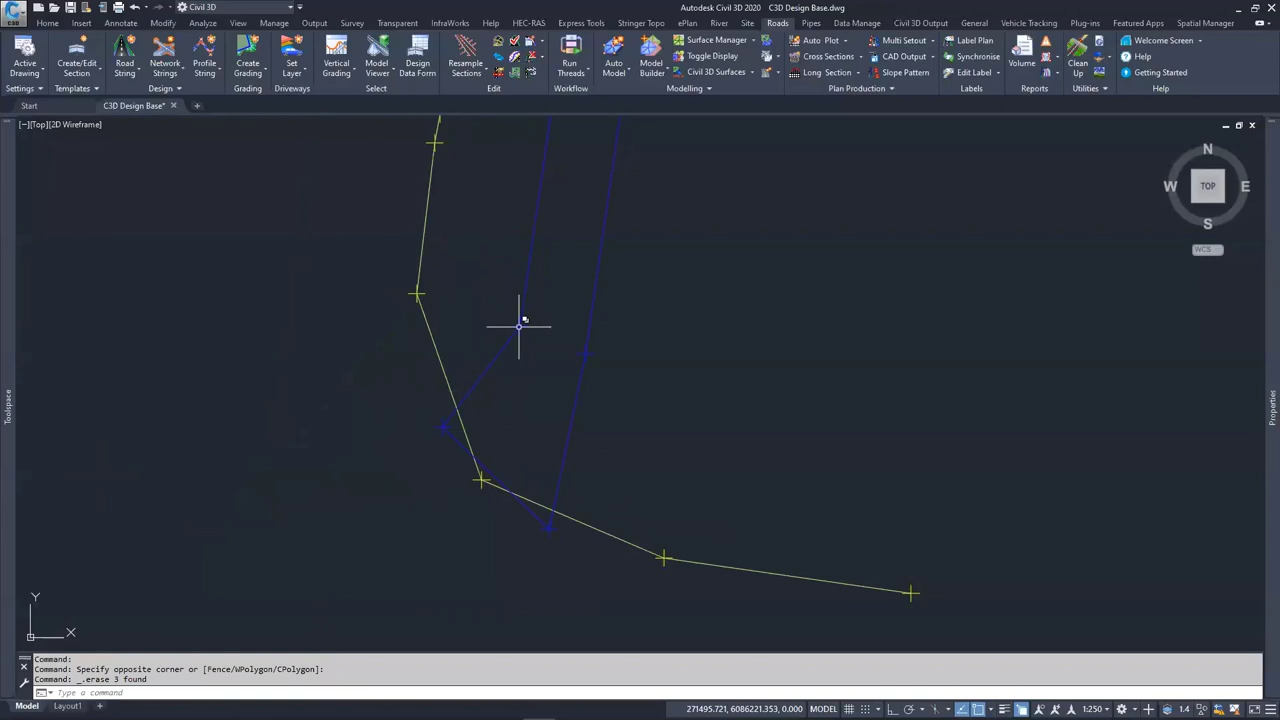 Civil 3D
Autodesk Civil 3D 2020 C3D Design Base.dwg
C3D
Home Insert Annotate Modify Analyze View Manage Output Survey Transparent InfraWorks Help HEC-RAS Express Tools Stringer Topo ePlan River Site Roads Pipes Data Manager Civil 3D Output General Vehicle Tracking Plug-ins Featured Apps Spatial Manager
Active Drawing
Create/Edit Section
Road String
Network Strings
Profile String
Create Grading
Set Layer
Vertical Grading
Model Viewer
Design Data Form
Resample Sections
Run Threads
Auto Model
Model Builder
Surface Manager
Toggle Display
Civil 3D Surfaces
Auto Plot
Cross Sections
Long Section
Multi Setout
CAD Output
Slope Pattern
Label Plan
Synchronise
Edit Label
Volume
Clean Up
Welcome Screen
Help
Getting Started
Settings Templates Design Grading Driveways Select Edit Workflow Modelling Plan Production Labels Reports Utilities Help
Start C3D Design Base*
[−][Top][2D Wireframe]
N
W TOP E
S
WCS
Toolspace
Properties
Y
X
Command:
Command: Specify opposite corner or [Fence/WPolygon/CPolygon]:
Command: _.erase 3 found
Type a command
Model Layout1
271495.721, 6086221.353, 0.000 MODEL 1:250 1.4